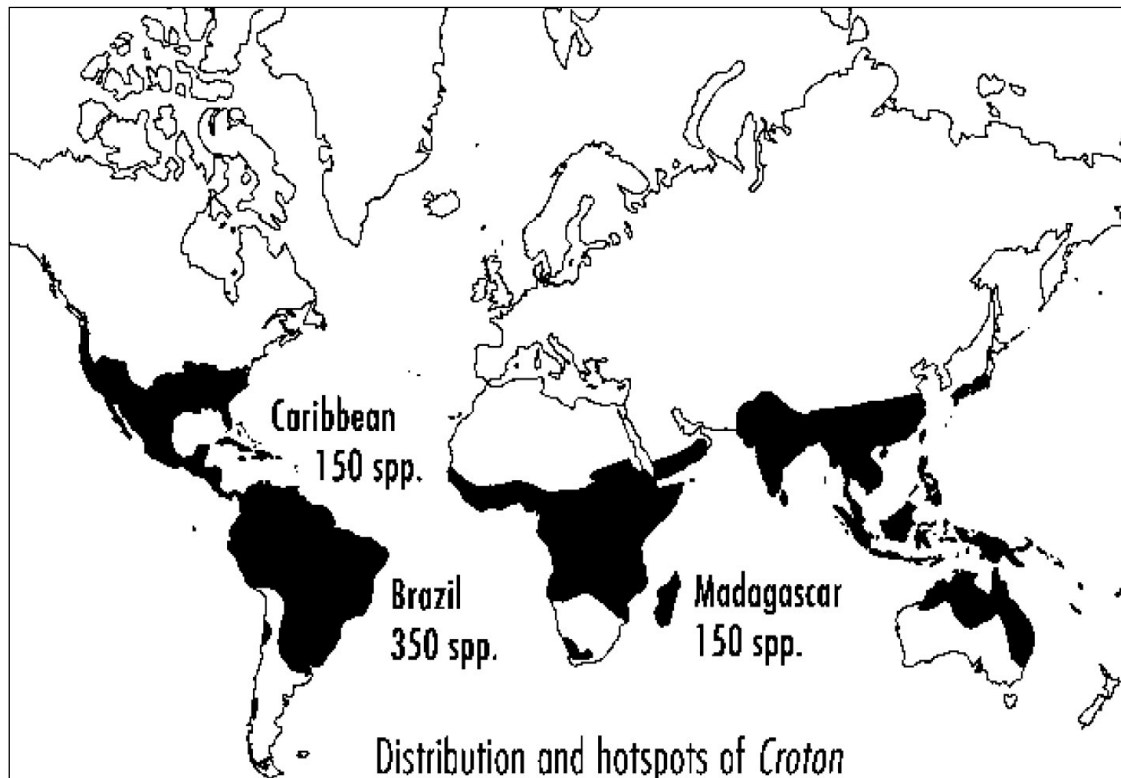 Caribbean
150 spp.
Brazil
350 spp.
Madagascar
150 spp.
Distribution and hotspots of Croton